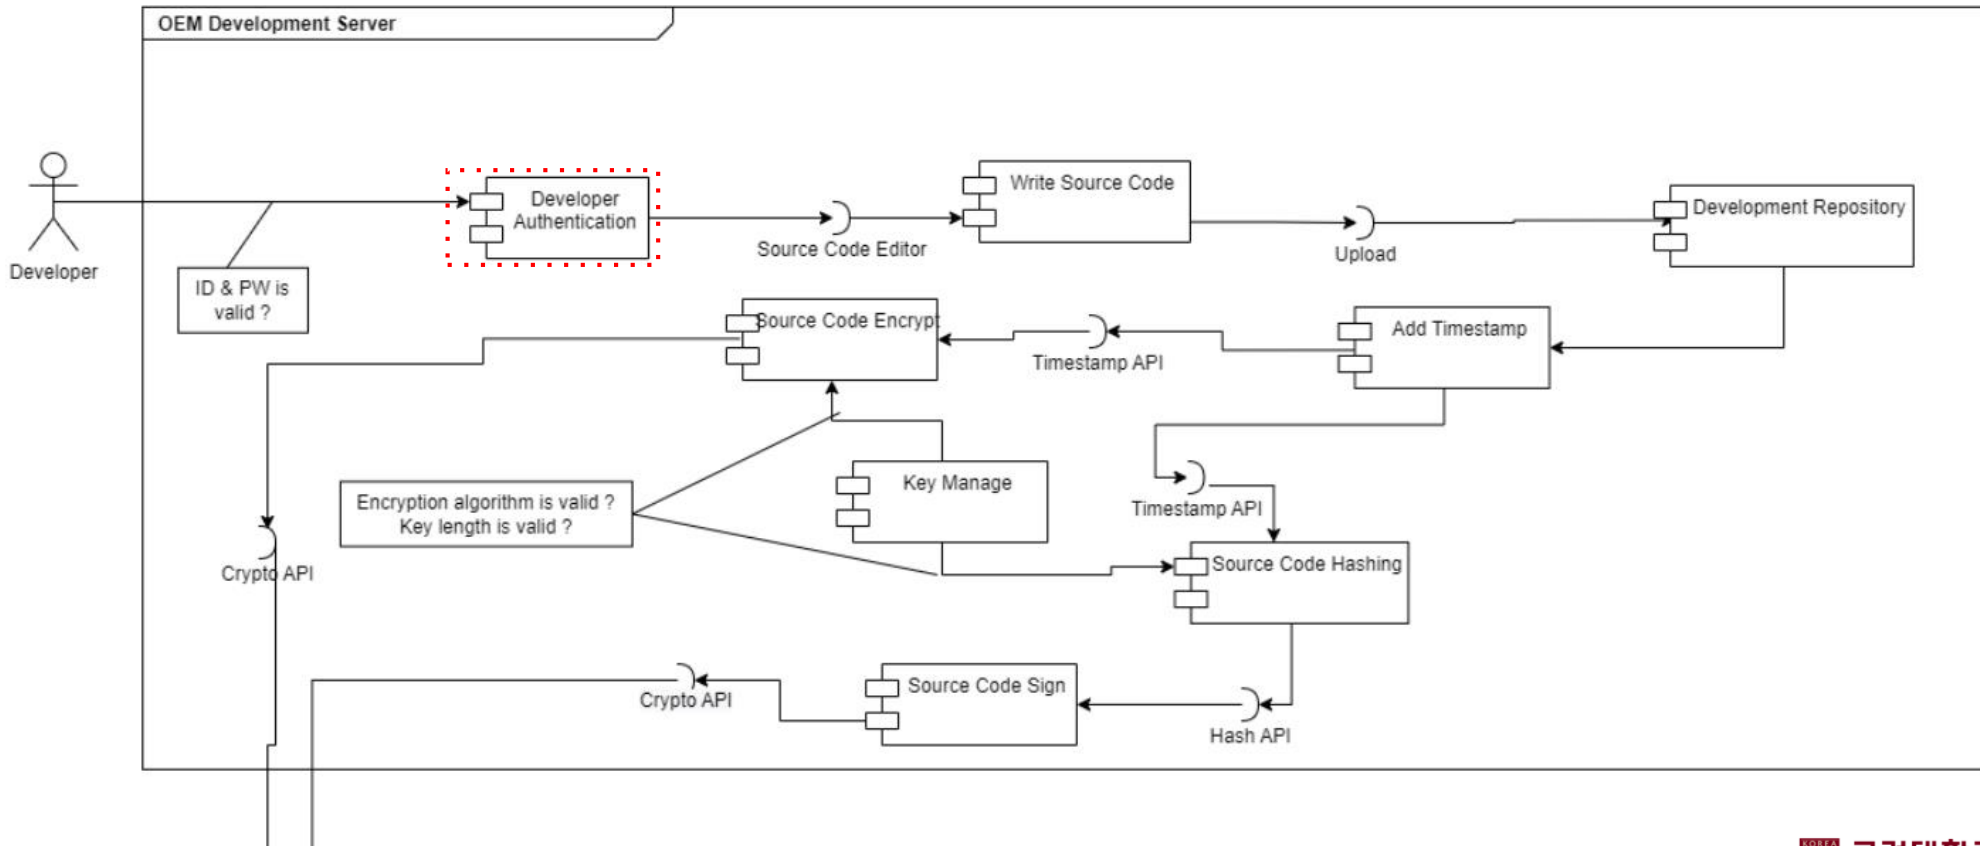 OEM Development Server
Developer
ID & PW is
valid ?
Developer
Authentication
Source Code Editor
Write Source Code
Upload
Development Repository
Source Code Encrypt
Timestamp API
Add Timestamp
Encryption algorithm is valid ?
Key length is valid ?
Key Manage
Timestamp API
Crypto API
Source Code Hashing
Source Code Sign
Crypto API
Hash API
KOREA